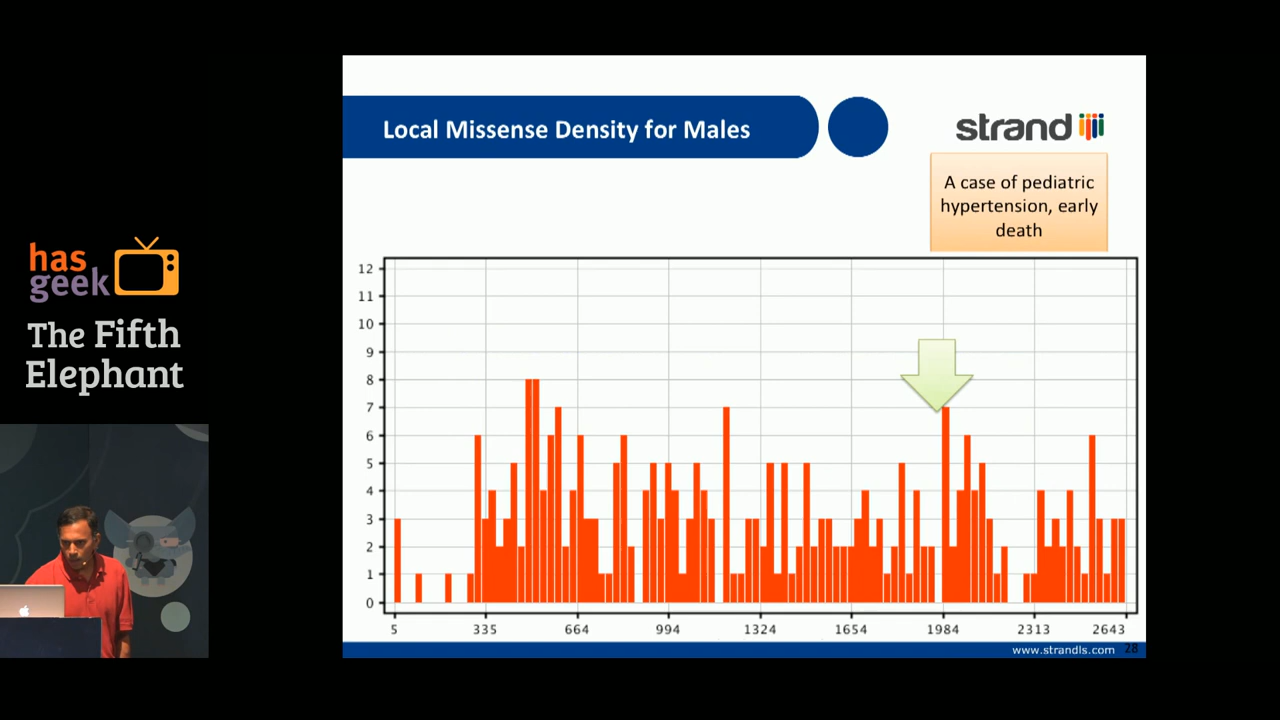 Local Missense Density for Males
strand
A case of pediatric
hypertension, early
death
has
geek
The Fifth
Elephant
12
11
10
9
8
7
6
5
4
3
2
1
0
5 335 664 994 1324 1654 1984 2313 2643
www.strandls.com 28